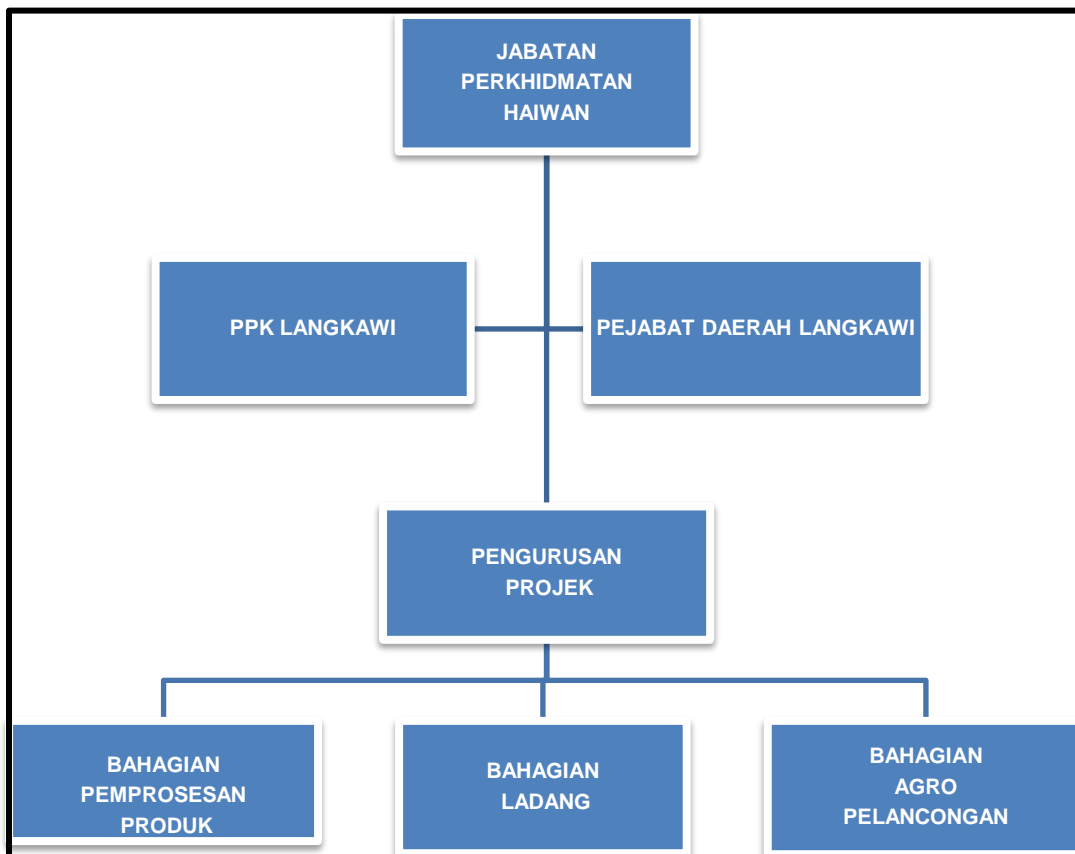 JABATAN
PERKHIDMATAN
HAIWAN
PPK LANGKAWI
PEJABAT DAERAH LANGKAWI
PENGURUSAN
PROJEK
BAHAGIAN
PEMPROSESAN
PRODUK
BAHAGIAN
LADANG
BAHAGIAN
AGRO
PELANCONGAN